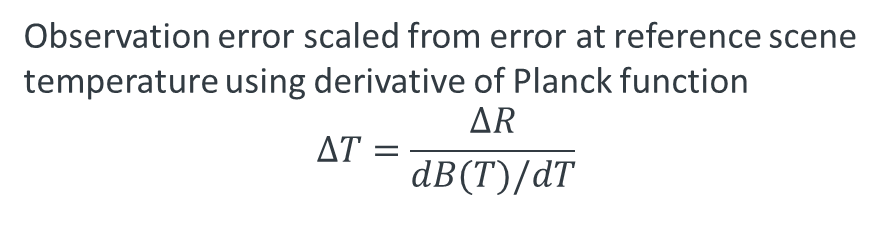 Observation error scaled from error at reference scene
temperature using derivative of Planck function
ΔT = ΔR / dB(T)/dT